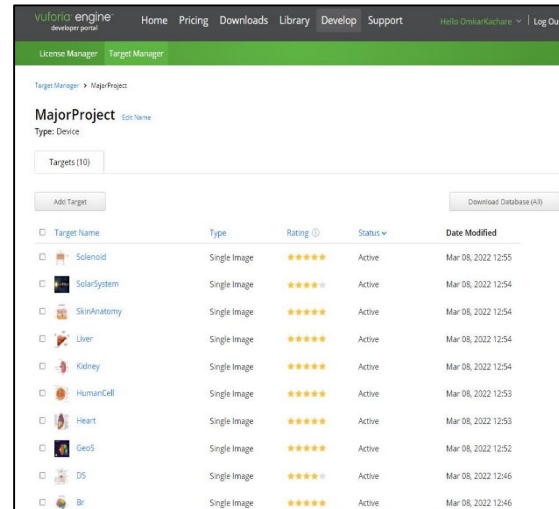 vuforia engine Home Pricing Downloads Library Develop Support Hello OmkarKachare | Log Out
developer portal
License Manager Target Manager
Target Manager > MajorProject
MajorProject Edit Name
Type: Device
Targets (10)
Add Target Download Database (All)
Target Name Type Rating Status Date Modified
Solenoid Single Image Active Mar 08, 2022 12:55
SolarSystem Single Image Active Mar 08, 2022 12:54
SkinAnatomy Single Image Active Mar 08, 2022 12:54
Liver Single Image Active Mar 08, 2022 12:54
Kidney Single Image Active Mar 08, 2022 12:54
HumanCell Single Image Active Mar 08, 2022 12:53
Heart Single Image Active Mar 08, 2022 12:53
Geo5 Single Image Active Mar 08, 2022 12:52
DS Single Image Active Mar 08, 2022 12:46
Br Single Image Active Mar 08, 2022 12:46